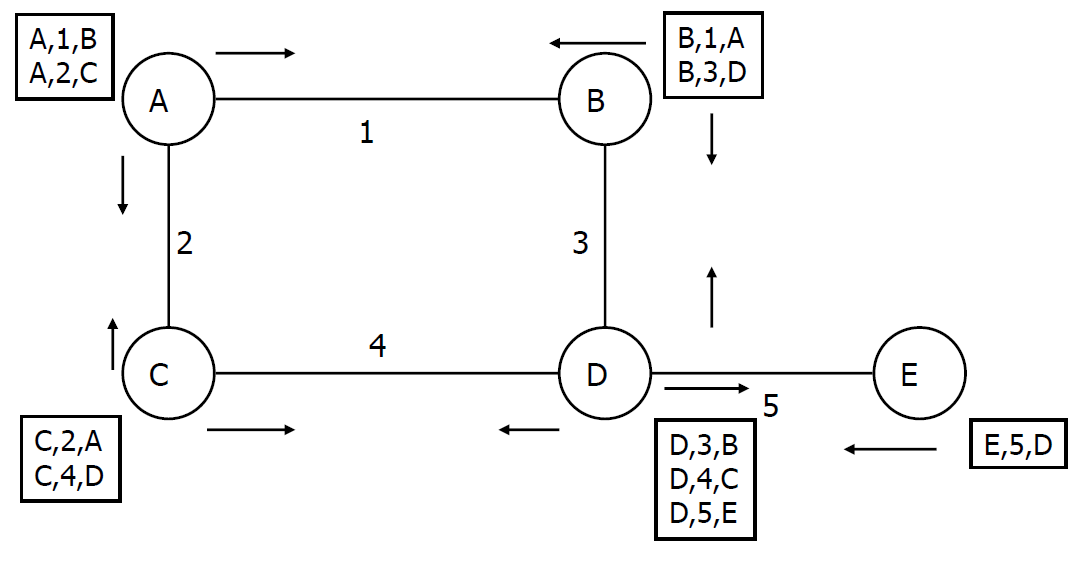 A,1,B
A,2,C
A
B
B,1,A
B,3,D
1
2
3
4
C
D
E
5
C,2,A
C,4,D
D,3,B
D,4,C
D,5,E
E,5,D